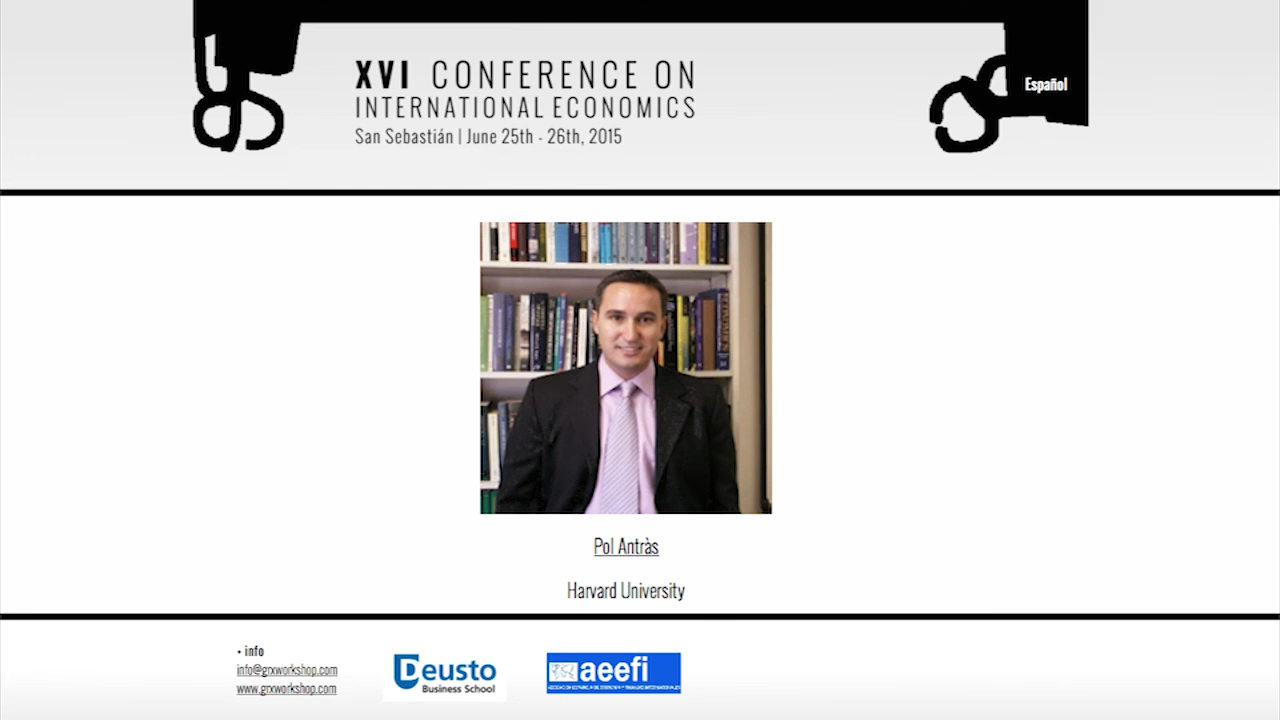 XVI CONFERENCE ON
INTERNATIONAL ECONOMICS
San Sebastián | June 25th - 26th, 2015
Español
Pol Antràs
Harvard University
• info
info@grxworkshop.com
www.grxworkshop.com
Deusto
Business School
aeefi